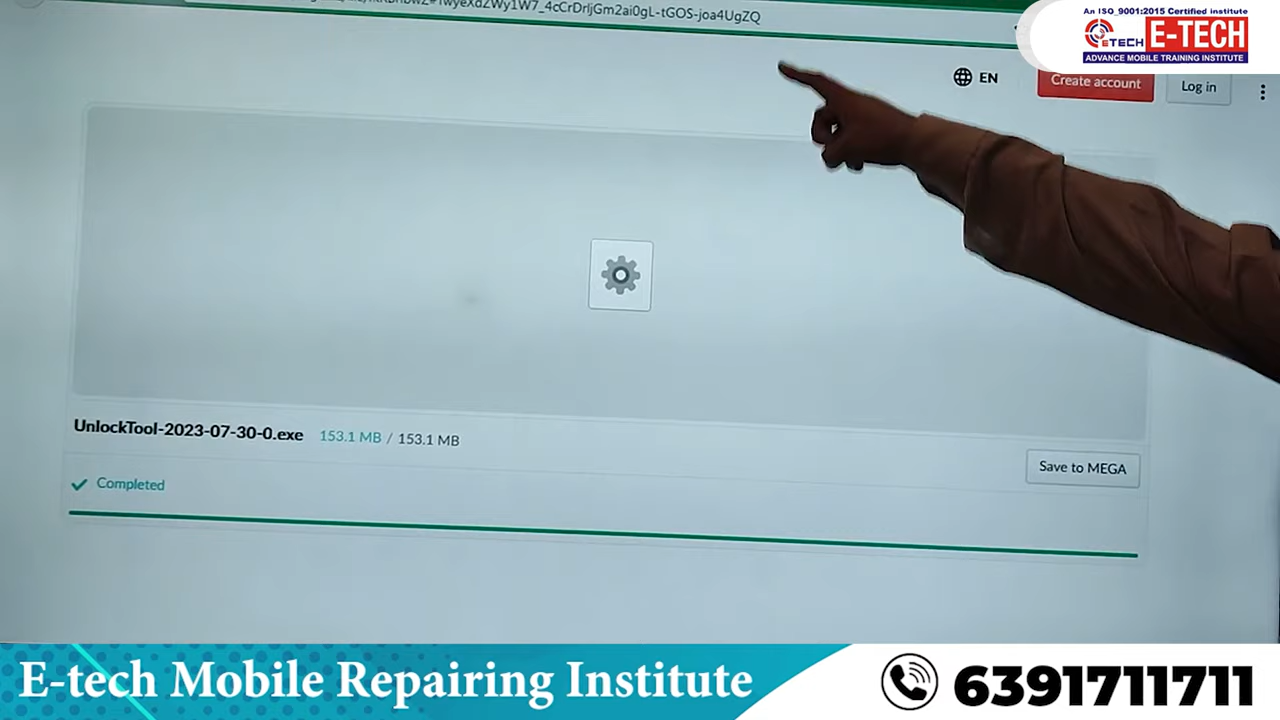 An ISO 9001:2015 Certified institute
ETECH E-TECH
ADVANCE MOBILE TRAINING INSTITUTE
EN
Create account
Log in
UnlockTool-2023-07-30-0.exe 153.1 MB / 153.1 MB
Save to MEGA
Completed
E-tech Mobile Repairing Institute
6391711711